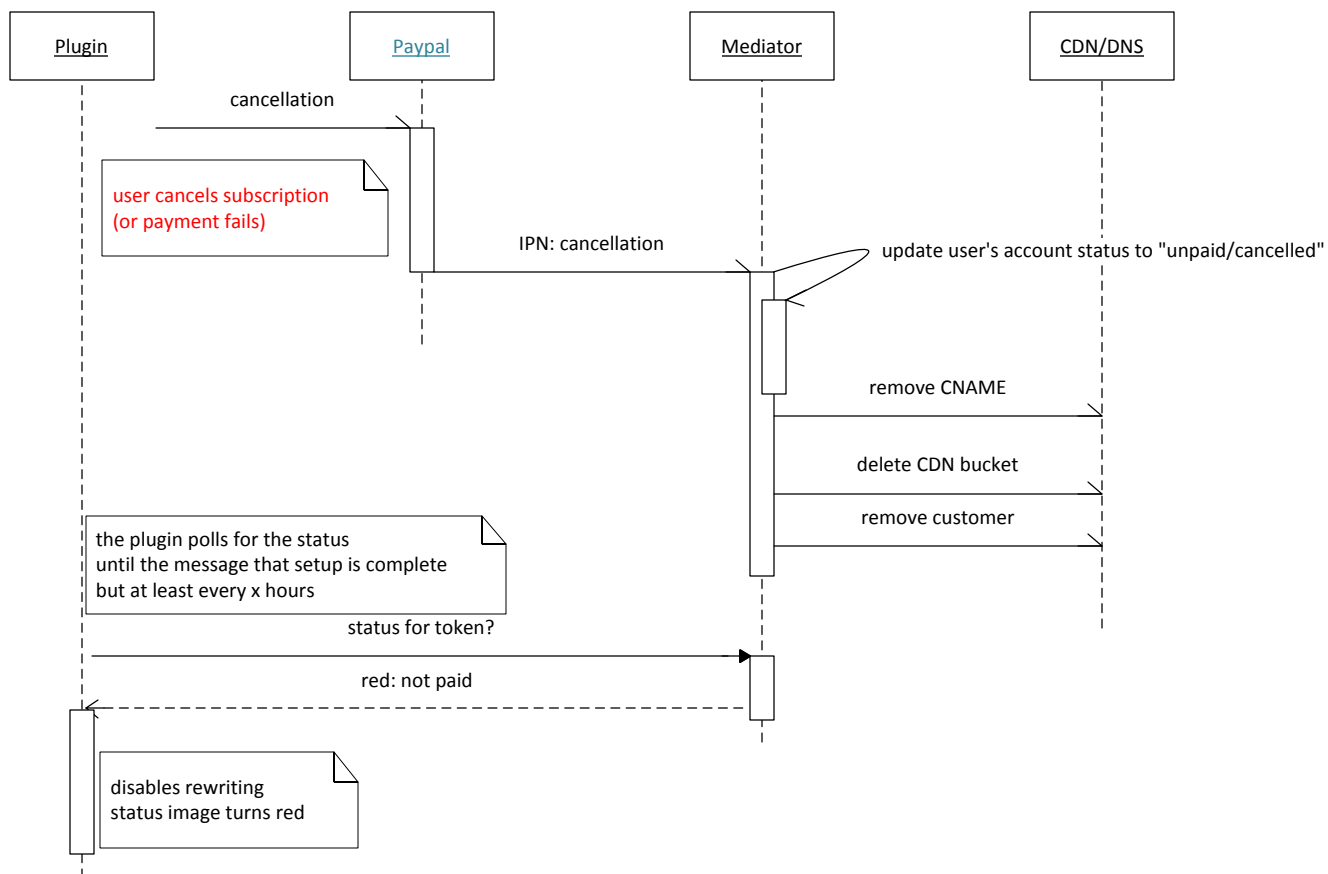 Plugin
Paypal
Mediator
CDN/DNS
cancellation
user cancels subscription
(or payment fails)
IPN: cancellation
update user's account status to "unpaid/cancelled"
remove CNAME
delete CDN bucket
remove customer
the plugin polls for the status
until the message that setup is complete
but at least every x hours
status for token?
red: not paid
disables rewriting
status image turns red